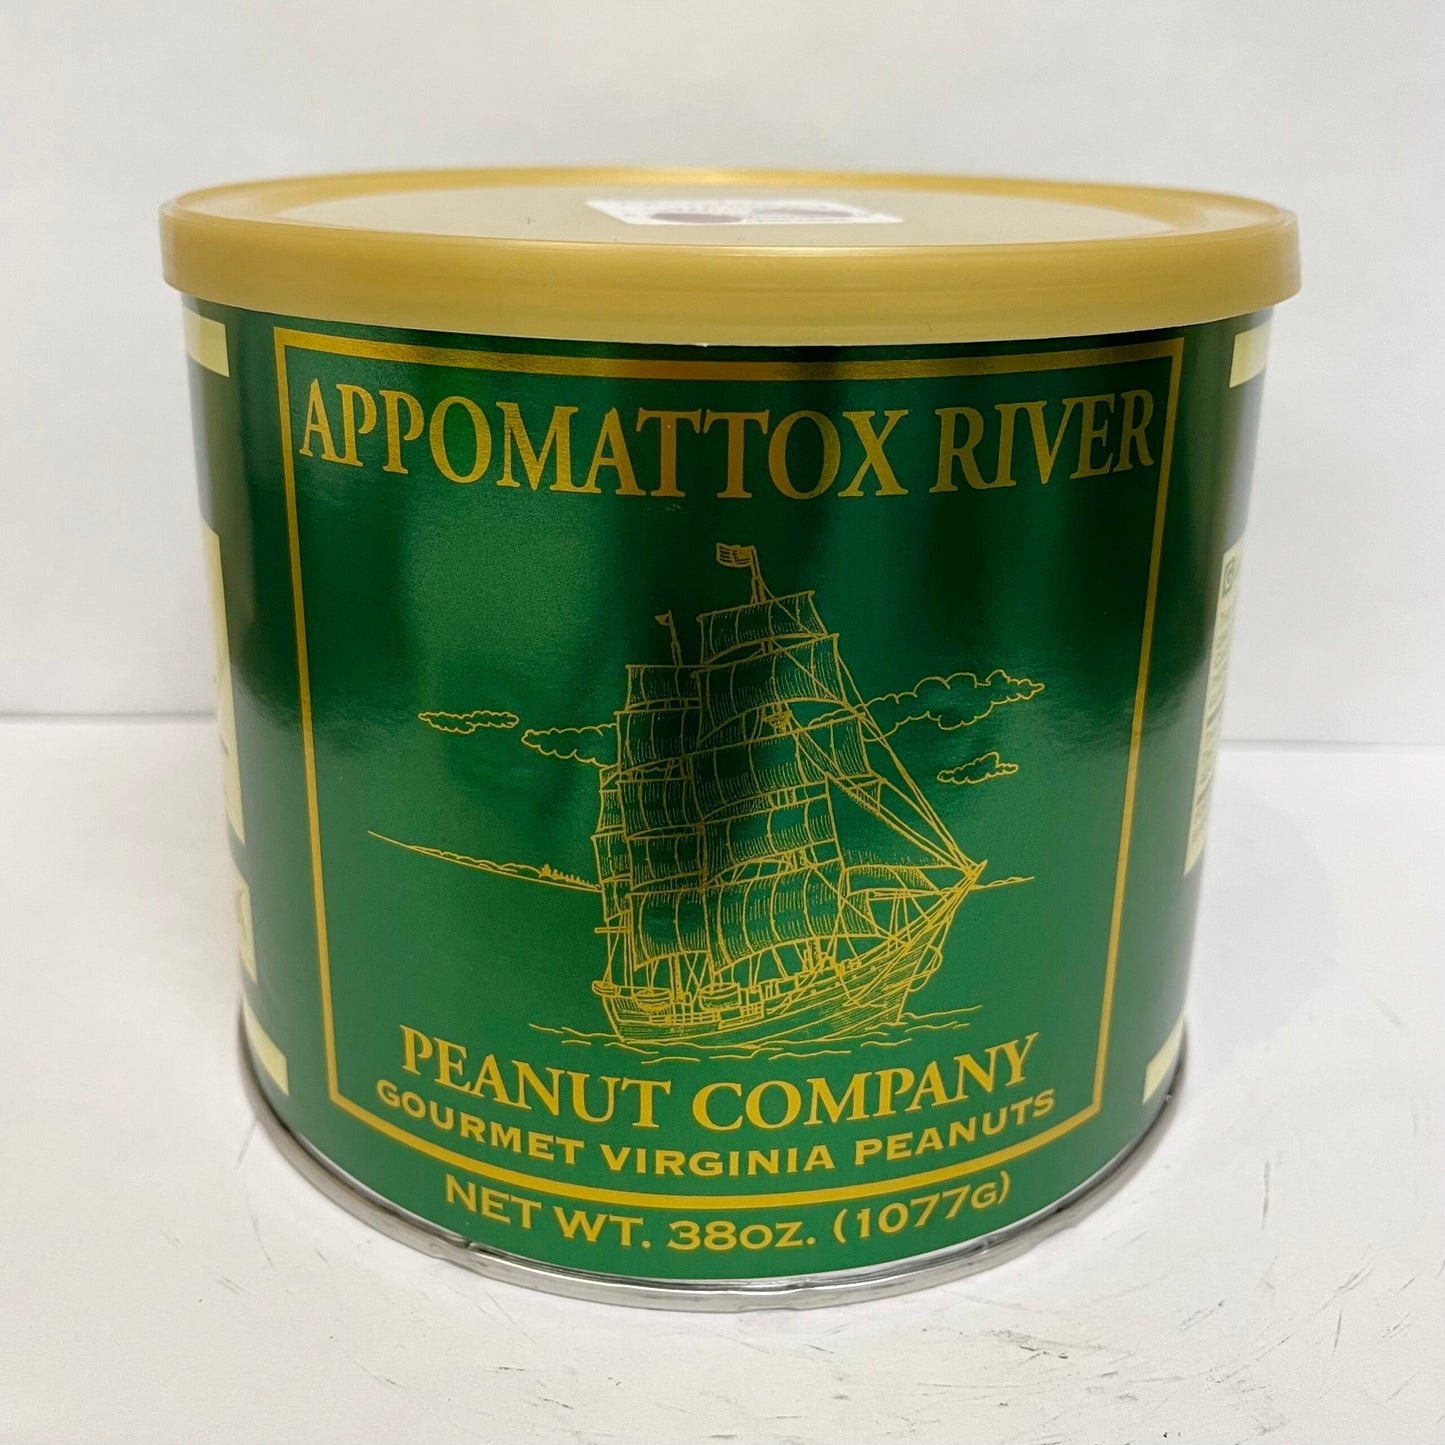 APPOMATTOX RIVER
PEANUT COMPANY
GOURMET VIRGINIA PEANUTS
NET WT. 38OZ. (1077G)